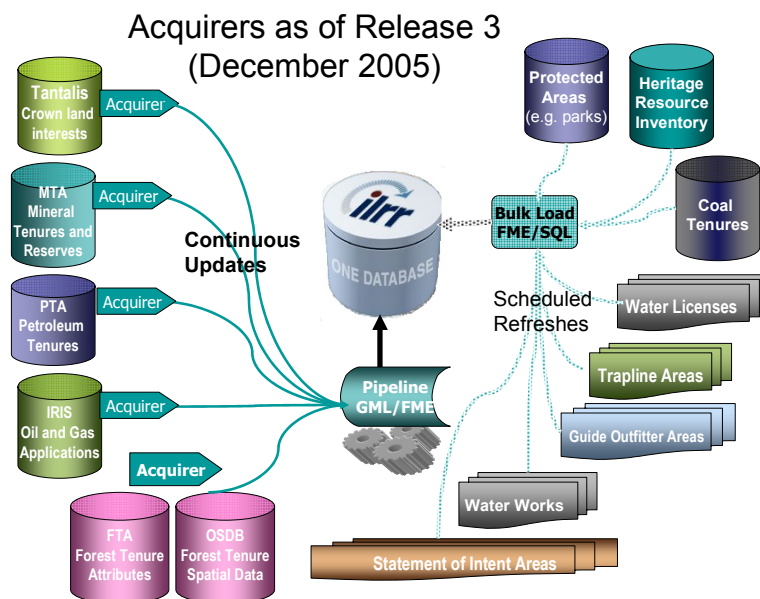 Acquirers as of Release 3
(December 2005)
Tantalis
Crown land
interests
Acquirer
MTA
Mineral
Tenures and
Reserves
Acquirer
PTA
Petroleum
Tenures
Acquirer
IRIS
Oil and Gas
Applications
Acquirer
Acquirer
FTA
Forest Tenure
Attributes
OSDB
Forest Tenure
Spatial Data
Continuous
Updates
ilrr
ONE DATABASE
Pipeline
GML/FME
Protected
Areas
(e.g. parks)
Heritage
Resource
Inventory
Coal
Tenures
Bulk Load
FME/SQL
Scheduled
Refreshes
Water Licenses
Trapline Areas
Guide Outfitter Areas
Water Works
Statement of Intent Areas